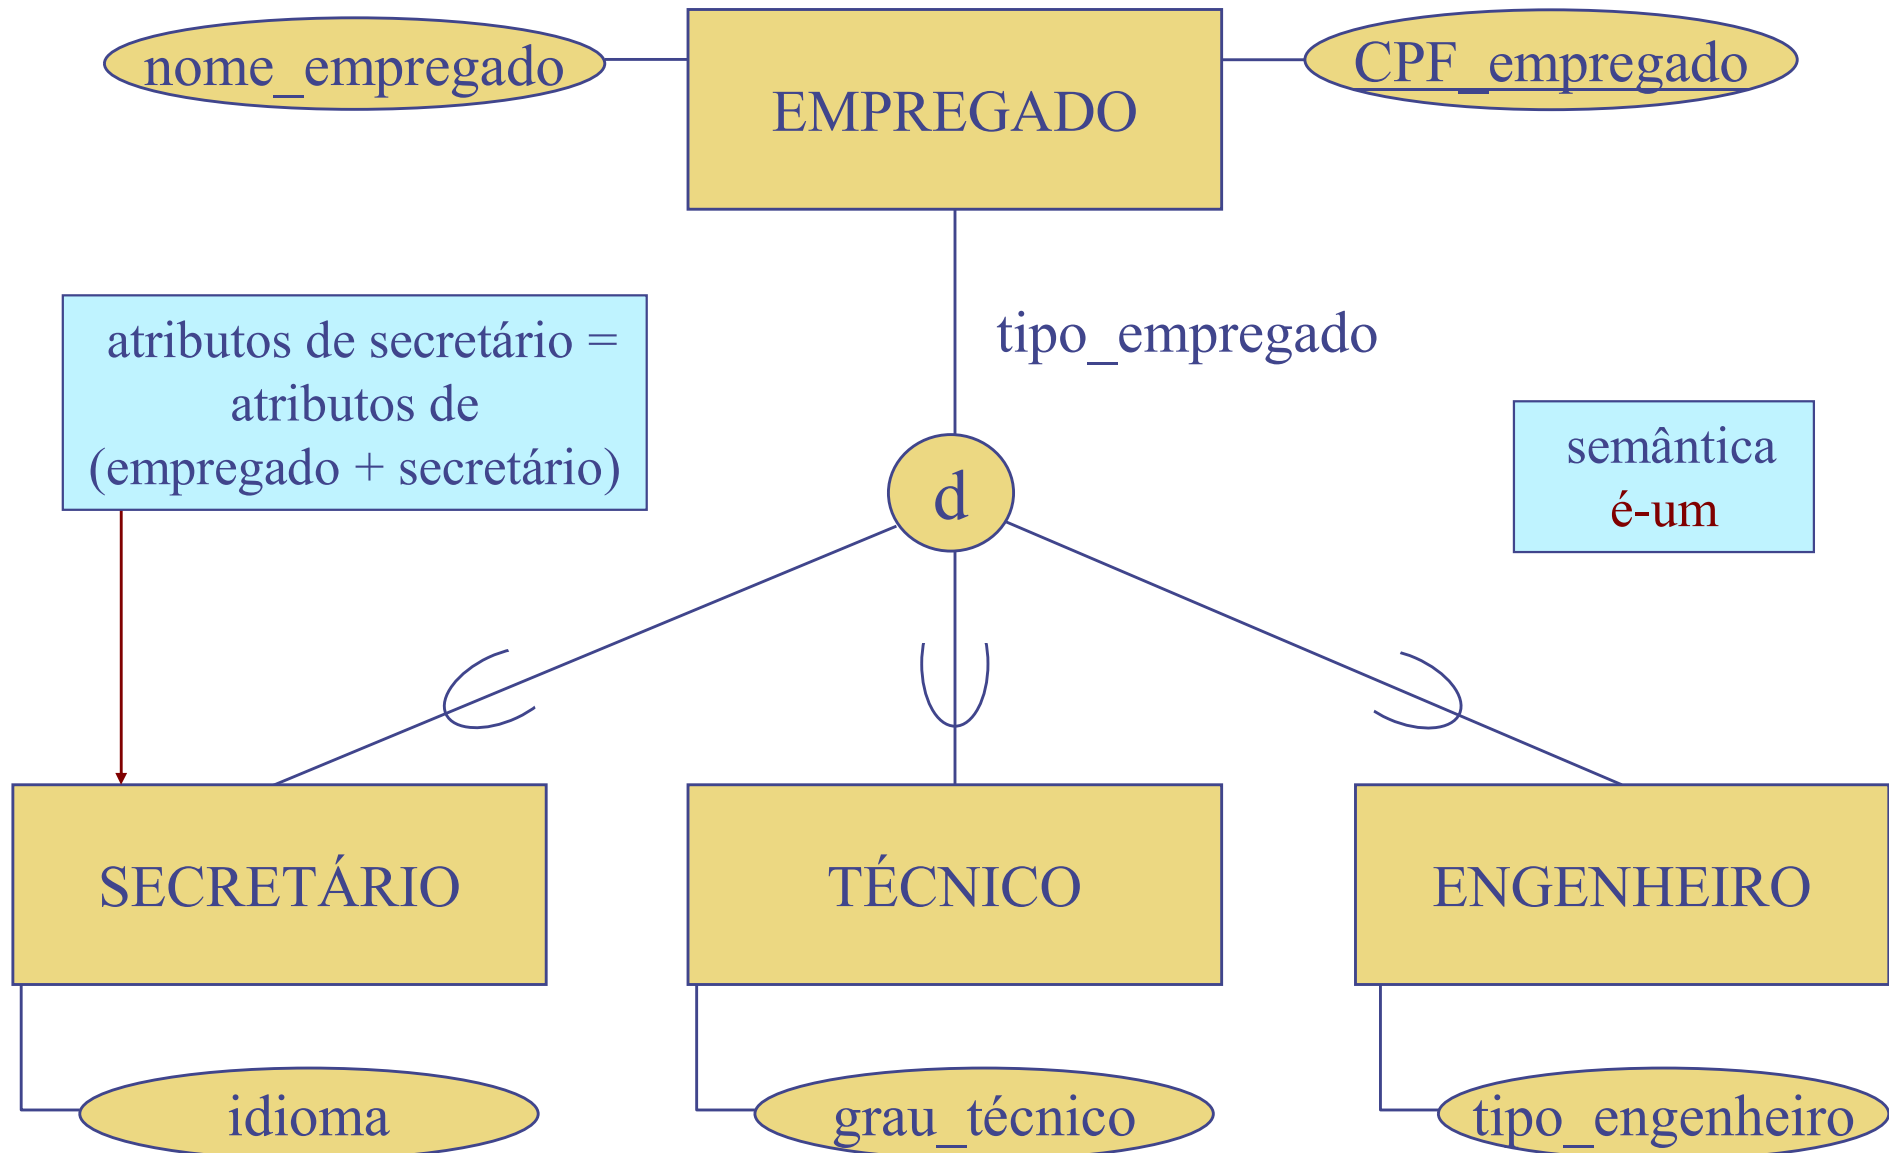 nome_empregado
CPF_empregado
EMPREGADO
atributos de secretário =
atributos de
(empregado + secretário)
tipo_empregado
semântica
é-um
d
SECRETÁRIO
TÉCNICO
ENGENHEIRO
idioma
grau_técnico
tipo_engenheiro